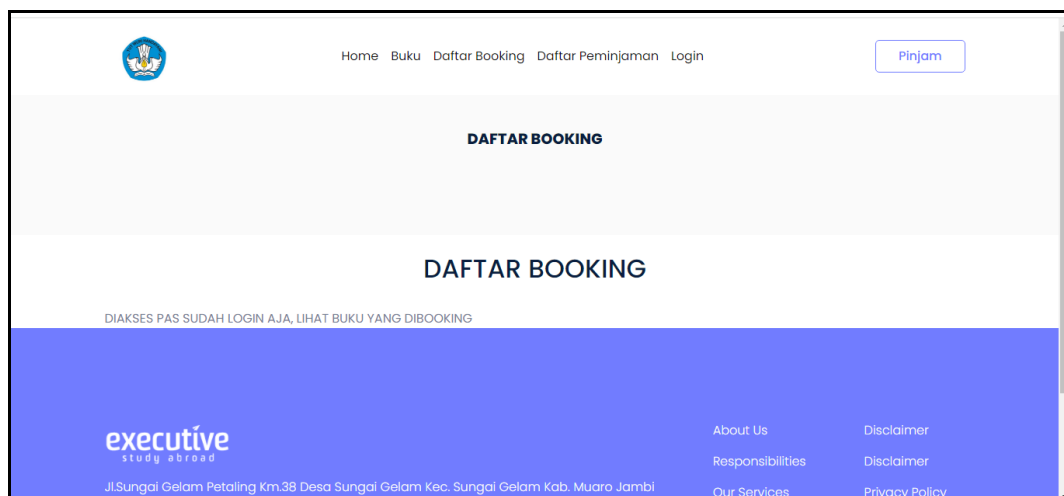 Home Buku Daftar Booking Daftar Peminjaman Login Pinjam
DAFTAR BOOKING
DAFTAR BOOKING
DIAKSES PAS SUDAH LOGIN AJA, LIHAT BUKU YANG DIBOOKING
executive
study abroad
About Us Disclaimer
Responsibilities Disclaimer
Jl.Sungai Gelam Petaling Km.38 Desa Sungai Gelam Kec. Sungai Gelam Kab. Muaro Jambi
Our Services Privacy Policy